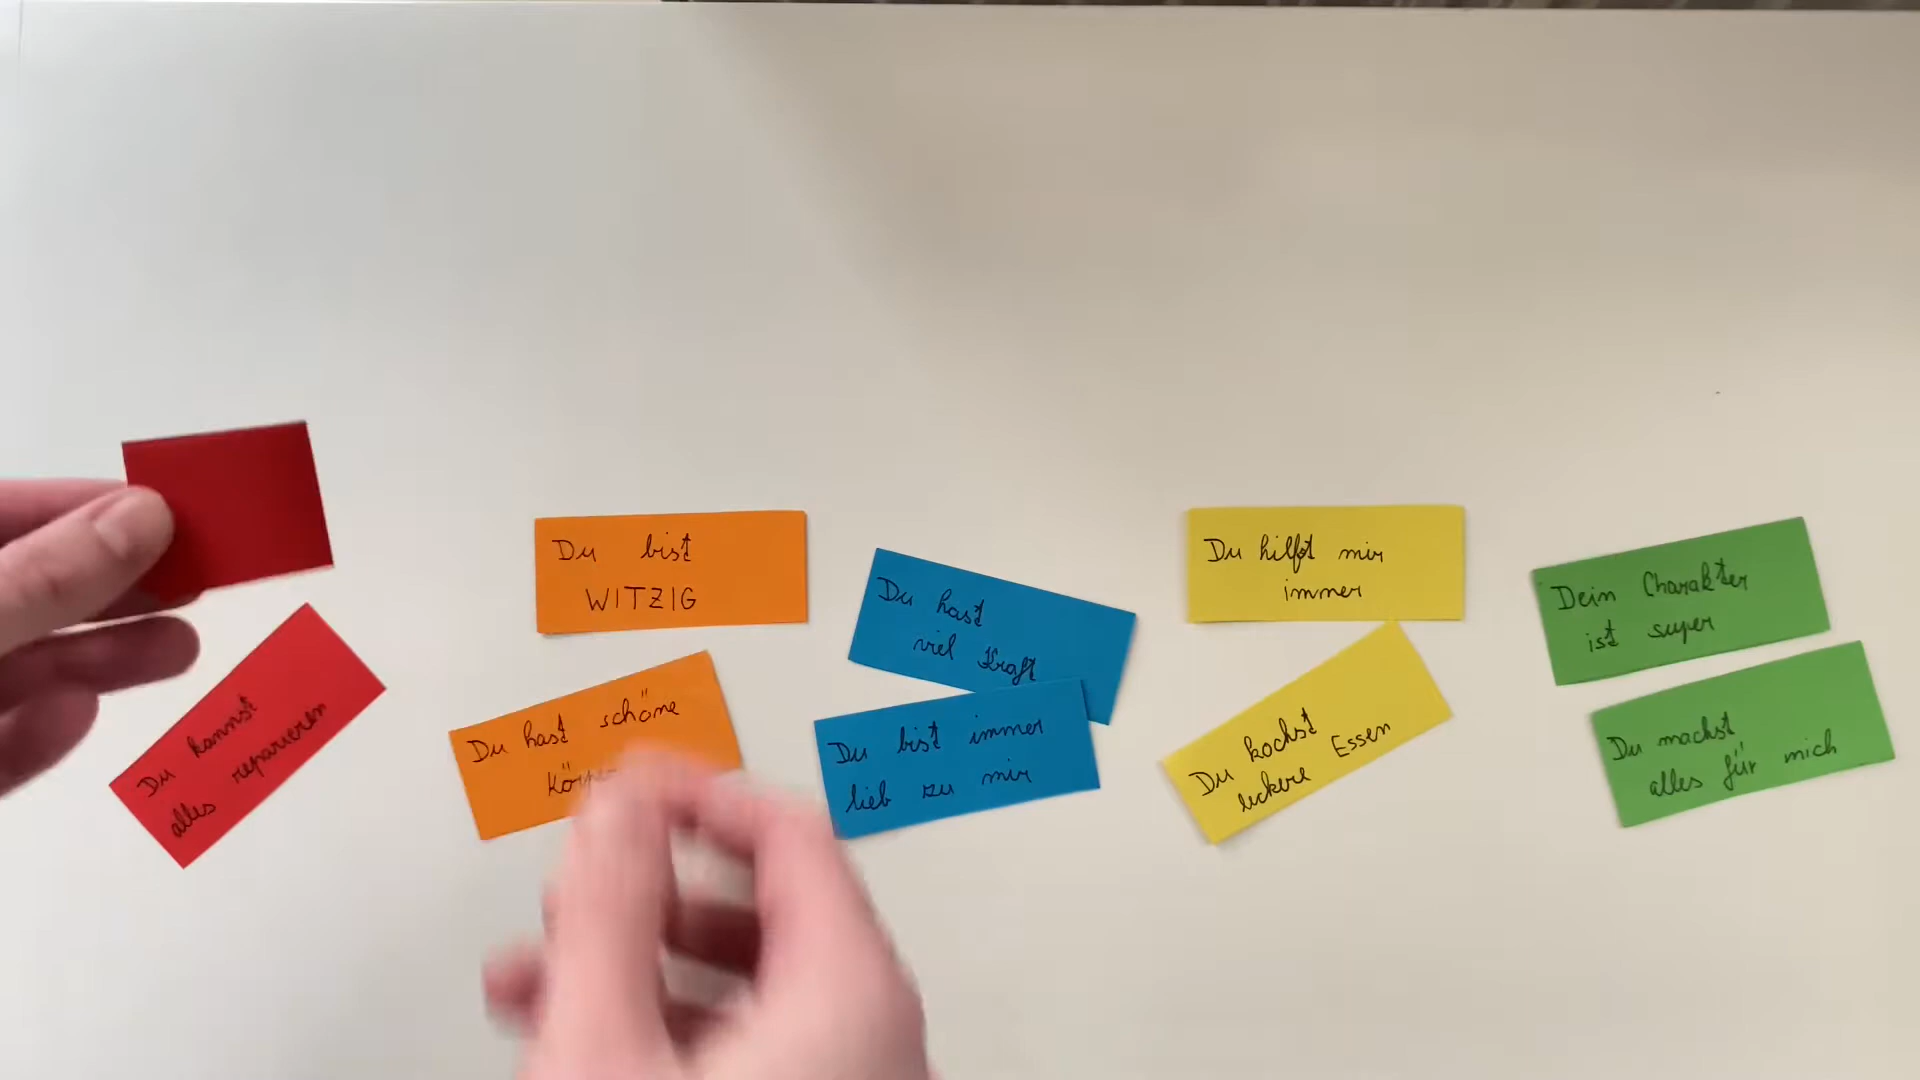 Du kannst
alles reparieren
Du bist
WITZIG
Du hast schöne
Du hast
viel Kraft
Du bist immer
lieb zu mir
Du hilfst mir
immer
Du kochst
leckere Essen
Dein Charakter
ist super
Du machst
alles für mich